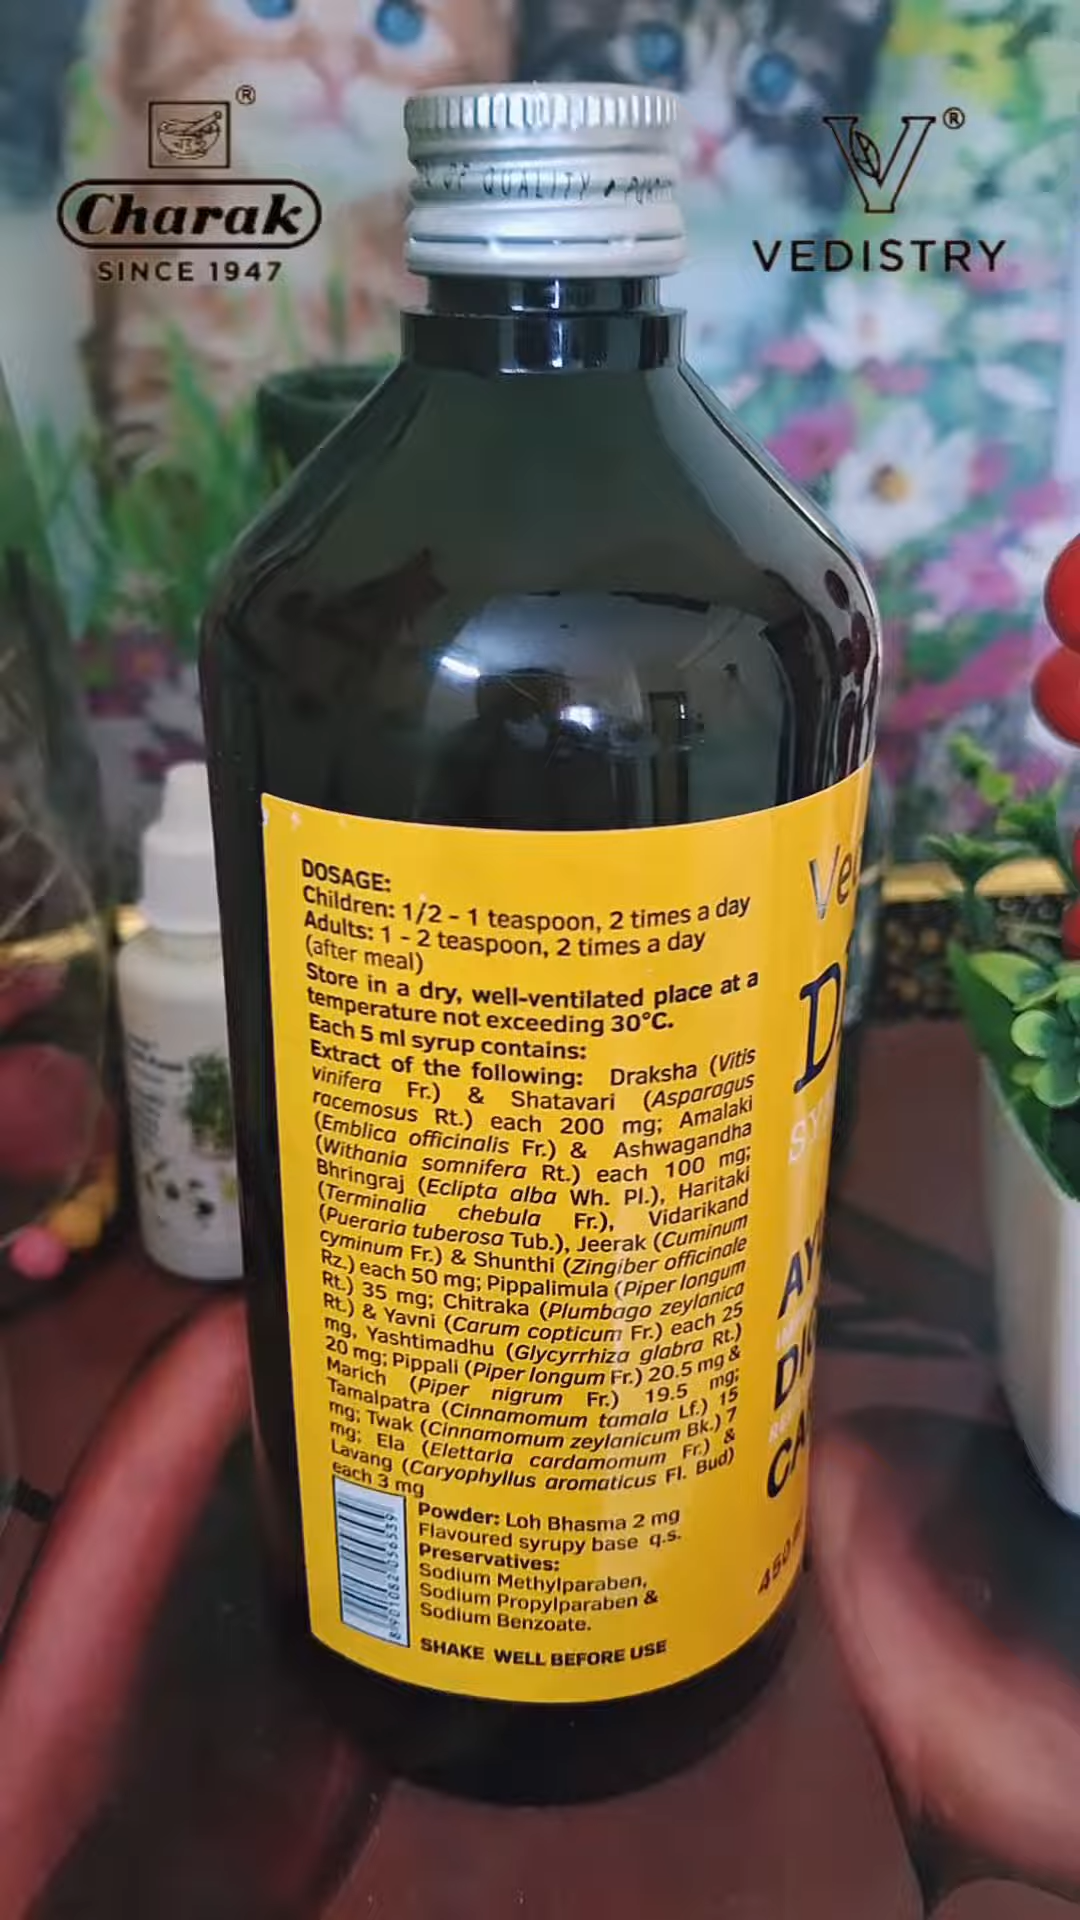 Charak
SINCE 1947
VEDISTRY
OF QUALITY
DOSAGE:
Children: 1/2 - 1 teaspoon, 2 times a day
Adults: 1 - 2 teaspoon, 2 times a day
(after meal)
Store in a dry, well-ventilated place at a
temperature not exceeding 30°C.
Each 5 ml syrup contains:
Extract of the following: Draksha (Vitis
vinifera Fr.) & Shatavari (Asparagus
racemosus Rt.) each 200 mg; Amalaki
(Emblica officinalis Fr.) & Ashwagandha
(Withania somnifera Rt.) each 100 mg;
Bhringraj (Eclipta alba Wh. Pl.), Haritaki
(Terminalia chebula Fr.), Vidarikand
(Pueraria tuberosa Tub.), Jeerak (Cuminum
cyminum Fr.) & Shunthi (Zingiber officinale
Rz.) each 50 mg; Pippalimula (Piper longum
Rt.) 35 mg; Chitraka (Plumbago zeylanica
Rt.) & Yavni (Carum copticum Fr.) each 25
mg, Yashtimadhu (Glycyrrhiza glabra Rt.)
20 mg; Pippali (Piper longum Fr.) 20.5 mg &
Marich (Piper nigrum Fr.) 19.5 mg;
Tamalpatra (Cinnamomum tamala Lf.) 15
mg; Twak (Cinnamomum zeylanicum Bk.) 7
mg; Ela (Elettaria cardamomum Fr.) &
Lavang (Caryophyllus aromaticus Fl. Bud)
each 3 mg
Powder: Loh Bhasma 2 mg
Flavoured syrupy base q.s.
Preservatives:
Sodium Methylparaben,
Sodium Propylparaben &
Sodium Benzoate.
SHAKE WELL BEFORE USE
8901082056539